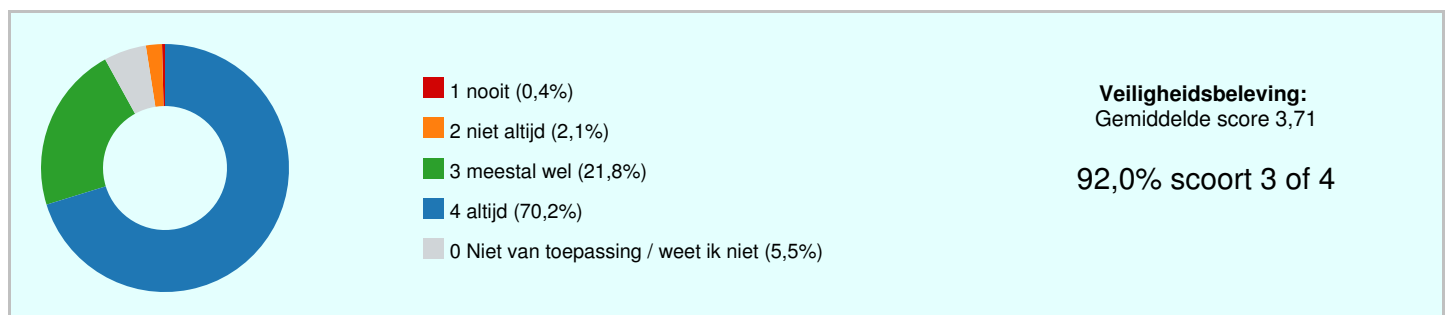 1 nooit (0,4%)
2 niet altijd (2,1%)
3 meestal wel (21,8%)
4 altijd (70,2%)
0 Niet van toepassing / weet ik niet (5,5%)
Veiligheidsbeleving:
Gemiddelde score 3,71
92,0% scoort 3 of 4